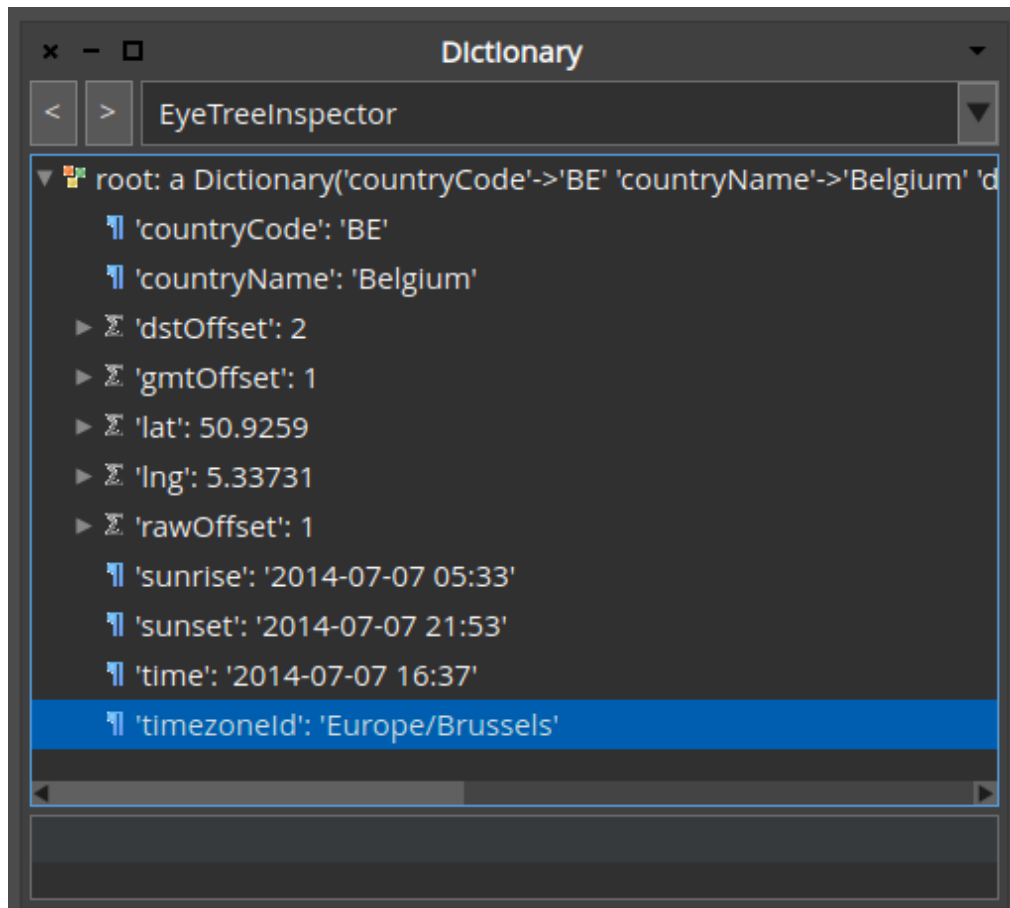 Dictionary
< > EyeTreeInspector
root: a Dictionary('countryCode'->'BE' 'countryName'->'Belgium' 'd
'countryCode': 'BE'
'countryName': 'Belgium'
'dstOffset': 2
'gmtOffset': 1
'lat': 50.9259
'lng': 5.33731
'rawOffset': 1
'sunrise': '2014-07-07 05:33'
'sunset': '2014-07-07 21:53'
'time': '2014-07-07 16:37'
'timezoneId': 'Europe/Brussels'